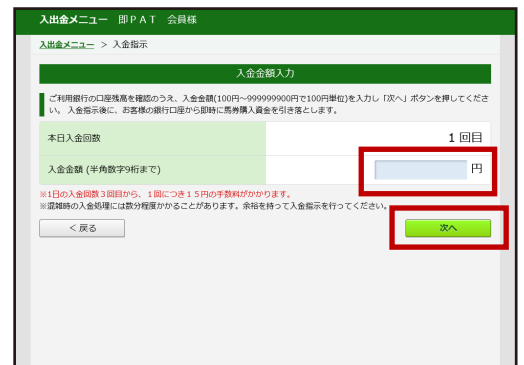 入出金メニュー 即PAT 会員様
入出金メニュー > 入金指示
入金金額入力
ご利用銀行の口座残高を確認のうえ、入金金額(100円～999999900円で100円単位)を入力し「次へ」ボタンを押してくださ
い。 入金指示後に、お客様の銀行口座から即時に馬券購入資金を引き落とします。
本日入金回数 1 回目
入金金額 (半角数字9桁まで) 円
※1日の入金回数３回目から、１回につき１５円の手数料がかかります。
※混雑時の入金処理には数分程度かかることがあります。余裕を持って入金指示を行ってください。
< 戻る 次へ